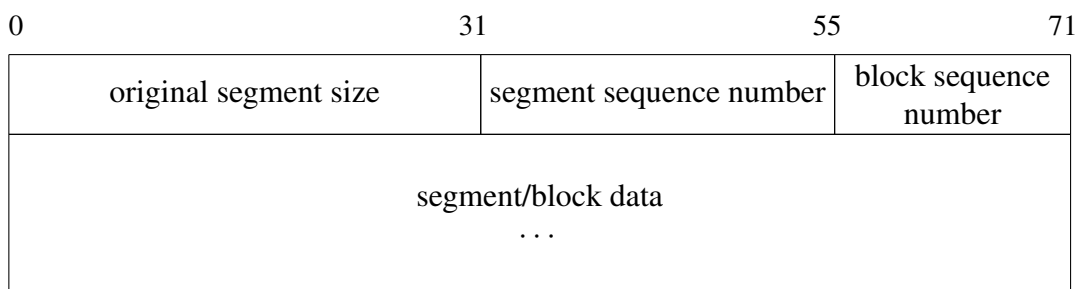 0 31 55 71
original segment size segment sequence number block sequence
number
segment/block data
. . .